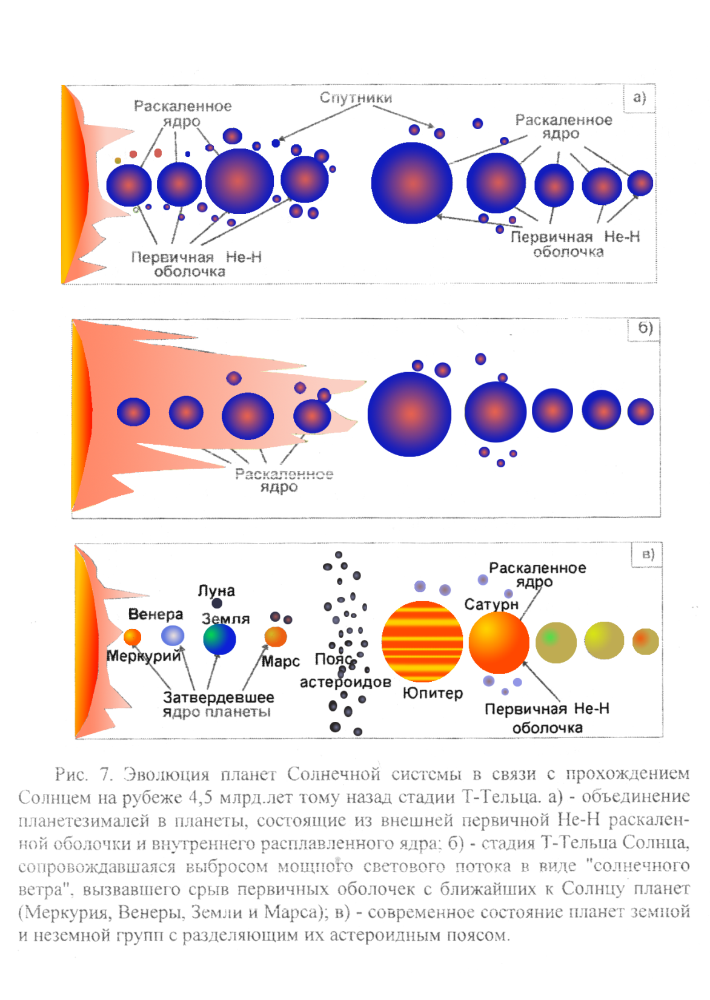 а)
Спутники
Раскаленное
ядро
Раскаленное
ядро
Первичная Не-Н
оболочка
Первичная Не-Н
оболочка
б)
Раскаленное
ядро
в)
Раскаленное
ядро
Луна
Сатурн
Венера
Земля
Меркурий
Марс
Пояс
астероидов
Юпитер
Затвердевшее
ядро планеты
Первичная Не-Н
оболочка
Рис. 7. Эволюция планет Солнечной системы в связи с прохождением
Солнцем на рубеже 4,5 млрд.лет тому назад стадии Т-Тельца. а) - объединение
планетезималей в планеты, состоящие из внешней первичной Не-Н раскален-
ной оболочки и внутреннего расплавленного ядра; б) - стадия Т-Тельца Солнца,
сопровождавшаяся выбросом мощного светового потока в виде "солнечного
ветра", вызвавшего срыв первичных оболочек с ближайших к Солнцу планет
(Меркурия, Венеры, Земли и Марса); в) - современное состояние планет земной
и неземной групп с разделяющим их астероидным поясом.